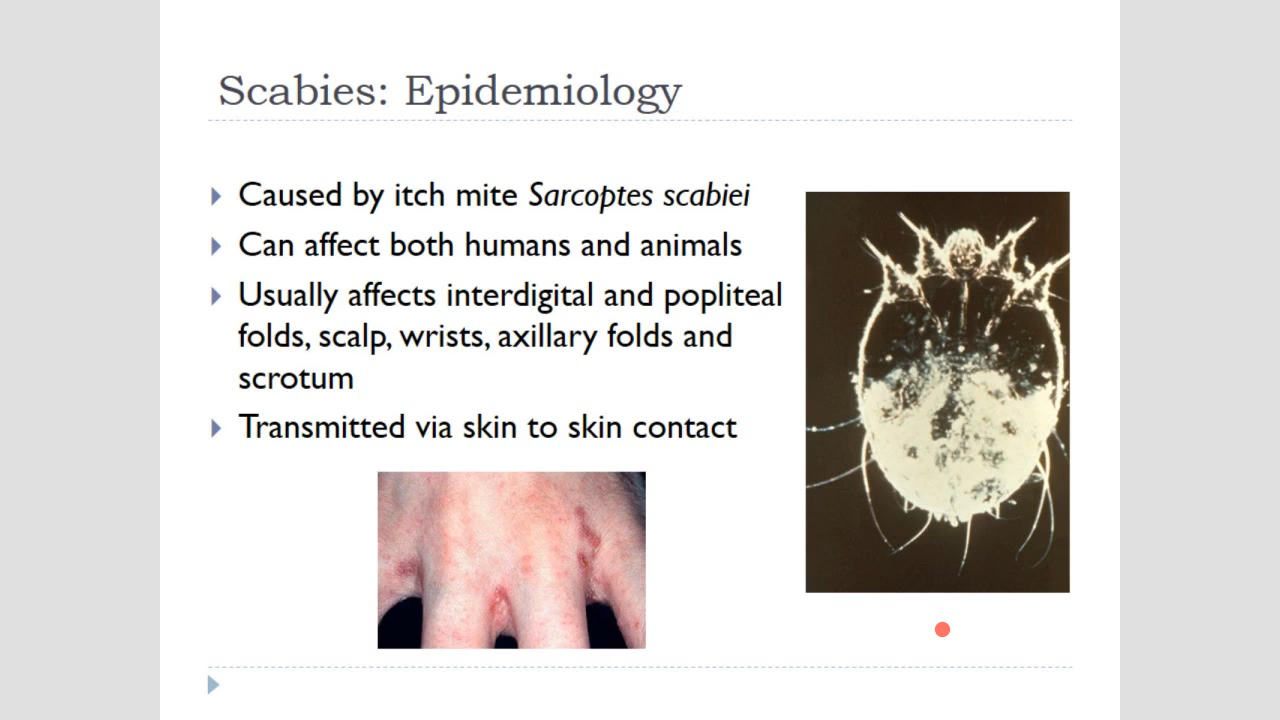 Scabies: Epidemiology
Caused by itch mite Sarcoptes scabiei
Can affect both humans and animals
Usually affects interdigital and popliteal
folds, scalp, wrists, axillary folds and
scrotum
Transmitted via skin to skin contact